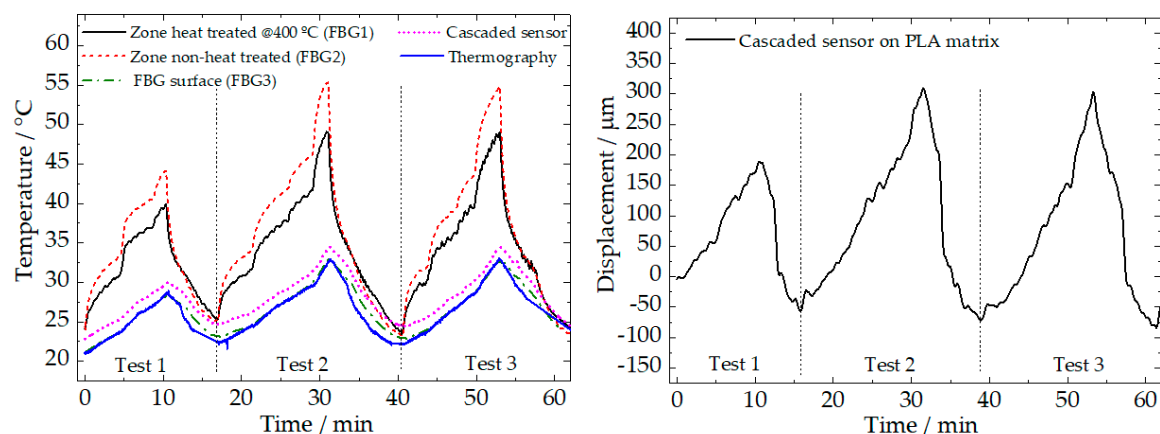 60
55
50
45
40
35
30
25
20
Temperature / °C
Zone heat treated @400 ºC (FBG1)
Zone non-heat treated (FBG2)
FBG surface (FBG3)
Cascaded sensor
Thermography
Test 1
Test 2
Test 3
0 10 20 30 40 50 60
Time / min
400
350
300
250
200
150
100
50
0
-50
-100
-150
Displacement / µm
Cascaded sensor on PLA matrix
Test 1
Test 2
Test 3
0 10 20 30 40 50 60
Time / min